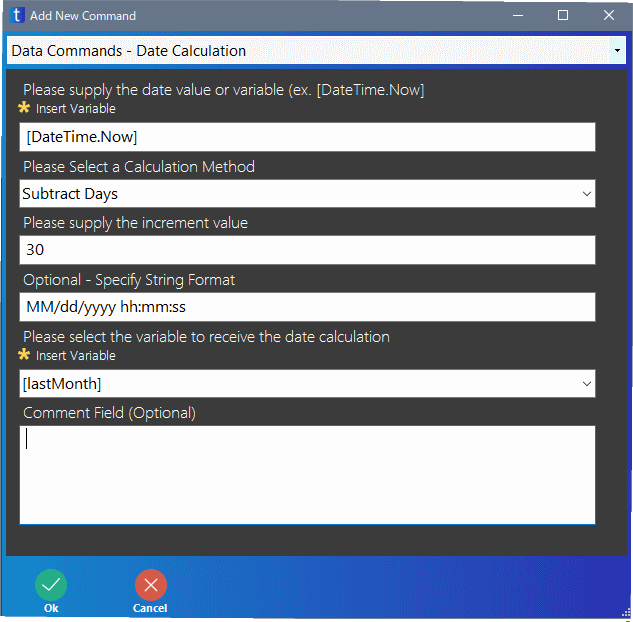 t Add New Command
Data Commands - Date Calculation
Please supply the date value or variable (ex. [DateTime.Now]
Insert Variable
[DateTime.Now]
Please Select a Calculation Method
Subtract Days
Please supply the increment value
30
Optional - Specify String Format
MM/dd/yyyy hh:mm:ss
Please select the variable to receive the date calculation
Insert Variable
[lastMonth]
Comment Field (Optional)
Ok Cancel